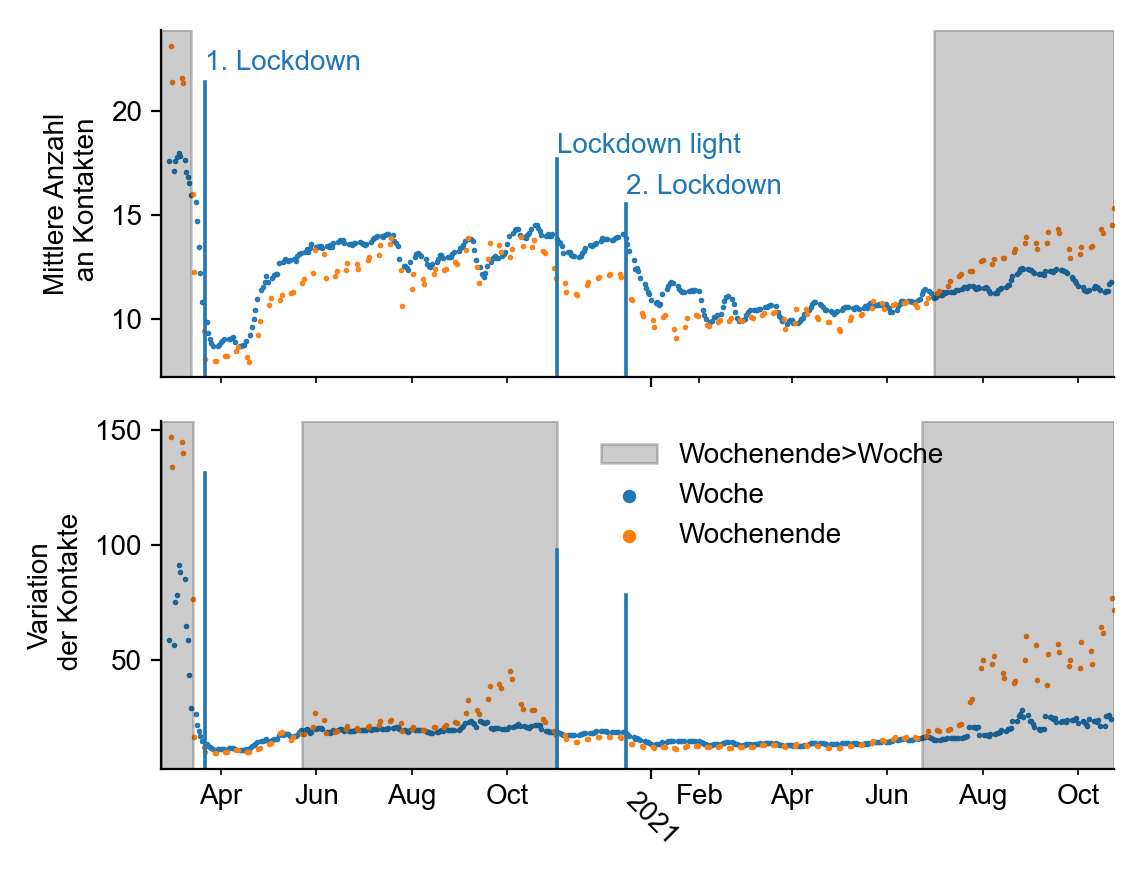 1. Lockdown
20
Lockdown light
2. Lockdown
15
10
Mittlere Anzahl
an Kontakten
150
Wochenende>Woche
Woche
Wochenende
100
50
Variation
der Kontakte
Apr Jun Aug Oct 2021 Feb Apr Jun Aug Oct